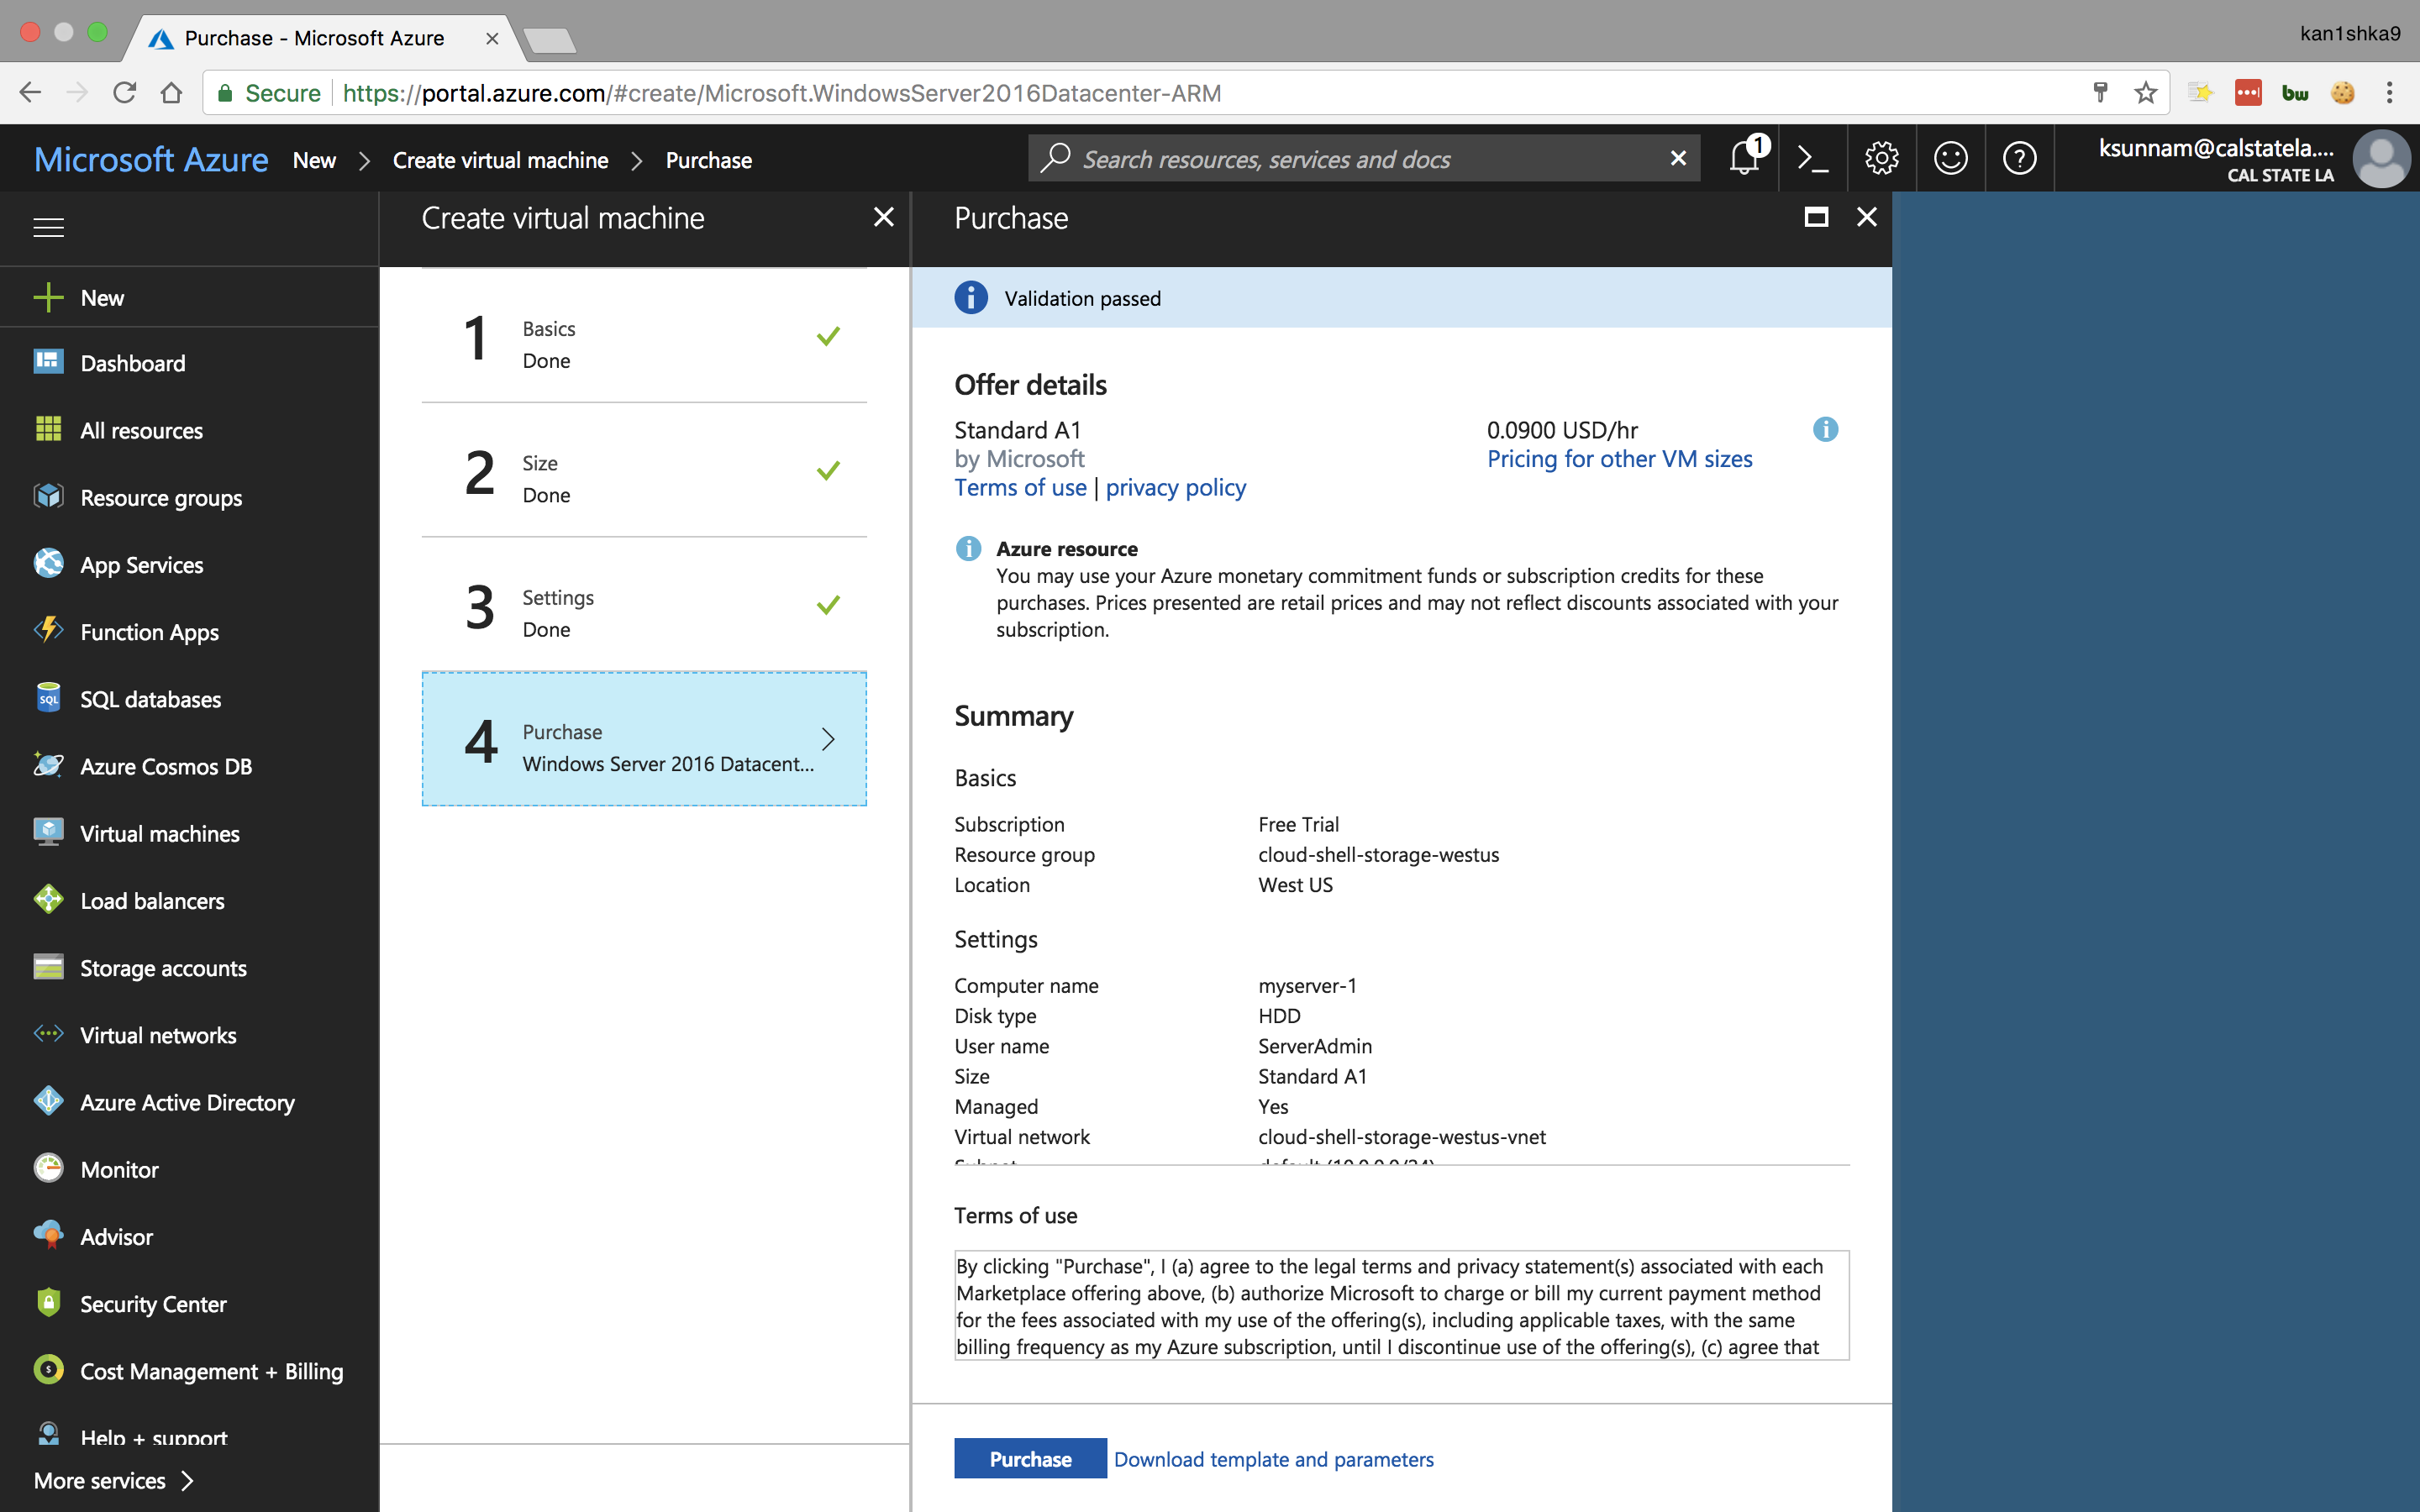 Purchase - Microsoft Azure
kan1shka9
Secure https://portal.azure.com/#create/Microsoft.WindowsServer2016Datacenter-ARM
bw
Microsoft Azure New Create virtual machine Purchase
Search resources, services and docs
1
ksunnam@calstatela....
CAL STATE LA
New
Dashboard
All resources
Resource groups
App Services
Function Apps
SQL
SQL databases
Azure Cosmos DB
Virtual machines
Load balancers
Storage accounts
Virtual networks
Azure Active Directory
Monitor
Advisor
Security Center
Cost Management + Billing
Help + support
More services
Create virtual machine
1 Basics
Done
2 Size
Done
3 Settings
Done
4 Purchase
Windows Server 2016 Datacent...
Purchase
Validation passed
Offer details
Standard A1 0.0900 USD/hr
by Microsoft Pricing for other VM sizes
Terms of use | privacy policy
Azure resource
You may use your Azure monetary commitment funds or subscription credits for these
purchases. Prices presented are retail prices and may not reflect discounts associated with your
subscription.
Summary
Basics
Subscription Free Trial
Resource group cloud-shell-storage-westus
Location West US
Settings
Computer name myserver-1
Disk type HDD
User name ServerAdmin
Size Standard A1
Managed Yes
Virtual network cloud-shell-storage-westus-vnet
Subnet default (10.0.0.0/24)
Terms of use
By clicking "Purchase", I (a) agree to the legal terms and privacy statement(s) associated with each
Marketplace offering above, (b) authorize Microsoft to charge or bill my current payment method
for the fees associated with my use of the offering(s), including applicable taxes, with the same
billing frequency as my Azure subscription, until I discontinue use of the offering(s), (c) agree that
Purchase Download template and parameters